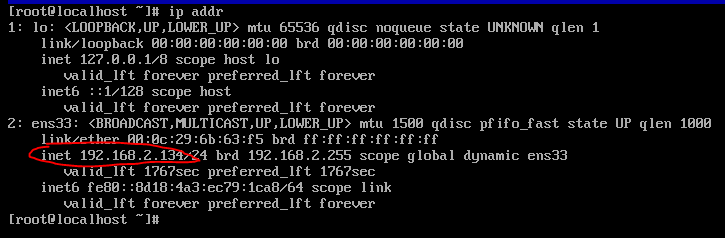 [root@localhost ~]# ip addr
1: lo: <LOOPBACK,UP,LOWER_UP> mtu 65536 qdisc noqueue state UNKNOWN qlen 1
    link/loopback 00:00:00:00:00:00 brd 00:00:00:00:00:00
    inet 127.0.0.1/8 scope host lo
       valid_lft forever preferred_lft forever
    inet6 ::1/128 scope host
       valid_lft forever preferred_lft forever
2: ens33: <BROADCAST,MULTICAST,UP,LOWER_UP> mtu 1500 qdisc pfifo_fast state UP qlen 1000
    link/ether 00:0c:29:6b:63:f5 brd ff:ff:ff:ff:ff:ff
    inet 192.168.2.134/24 brd 192.168.2.255 scope global dynamic ens33
       valid_lft 1767sec preferred_lft 1767sec
    inet6 fe80::8d18:4a3:ec79:1ca8/64 scope link
       valid_lft forever preferred_lft forever
[root@localhost ~]#